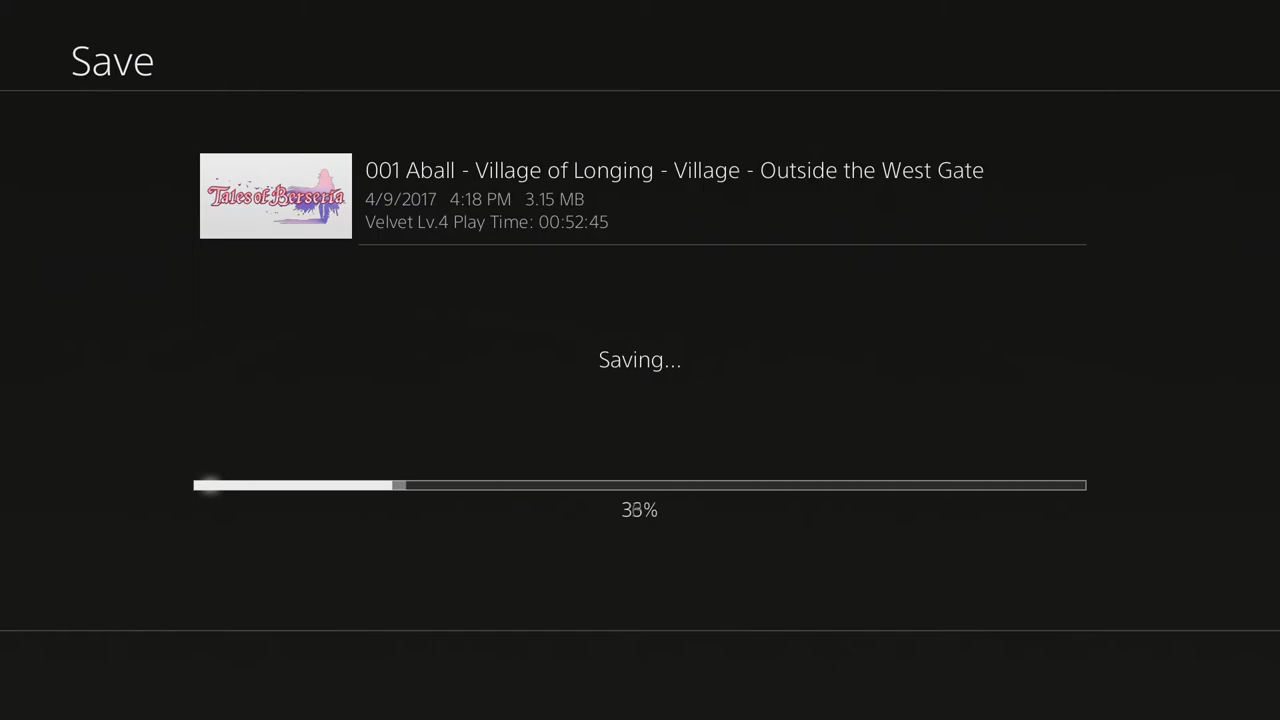 Save
Tales of Berseria
001 Aball - Village of Longing - Village - Outside the West Gate
4/9/2017 4:18 PM 3.15 MB
Velvet Lv.4 Play Time: 00:52:45
Saving...